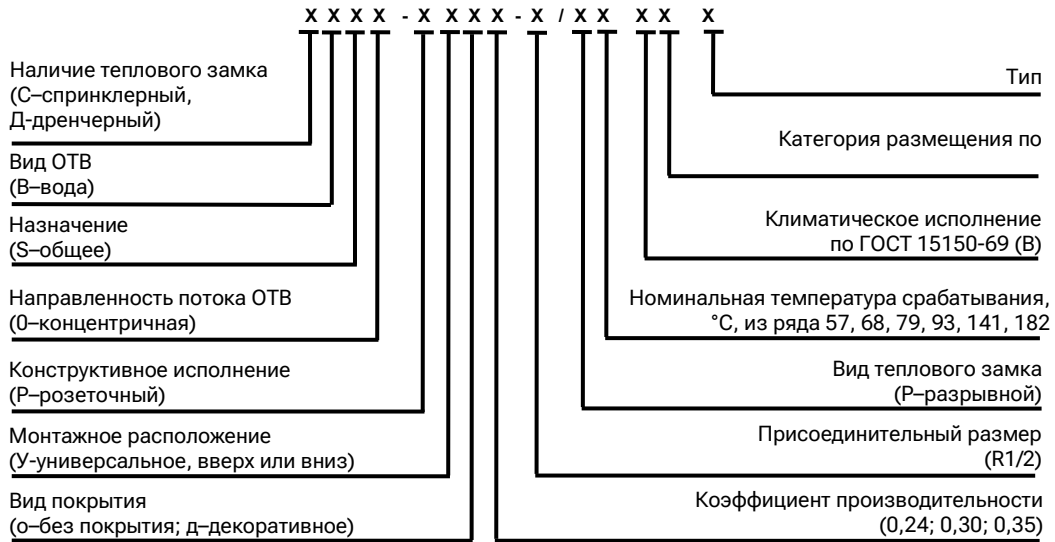 X X X X - X X X X - X / X X X X X
Наличие теплового замка
(С–спринклерный,
Д-дренчерный)
Вид ОТВ
(В–вода)
Назначение
(S–общее)
Направленность потока ОТВ
(0–концентричная)
Конструктивное исполнение
(Р–розеточный)
Монтажное расположение
(У-универсальное, вверх или вниз)
Вид покрытия
(о–без покрытия; д–декоративное)
Тип
Категория размещения по
Климатическое исполнение
по ГОСТ 15150-69 (В)
Номинальная температура срабатывания,
°С, из ряда 57, 68, 79, 93, 141, 182
Вид теплового замка
(Р–разрывной)
Присоединительный размер
(R1/2)
Коэффициент производительности
(0,24; 0,30; 0,35)